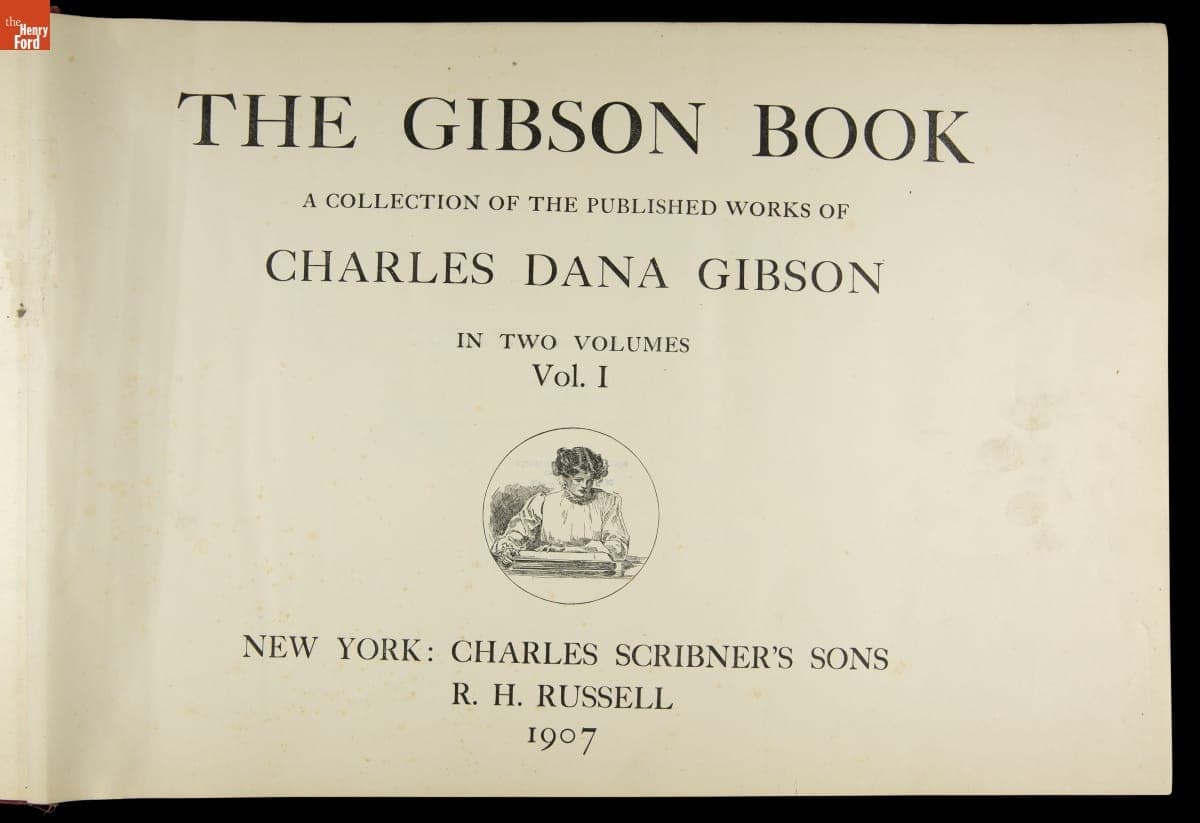 the
Henry
Ford
THE GIBSON BOOK
A COLLECTION OF THE PUBLISHED WORKS OF
CHARLES DANA GIBSON
IN TWO VOLUMES
Vol. I
NEW YORK: CHARLES SCRIBNER'S SONS
R. H. RUSSELL
1907